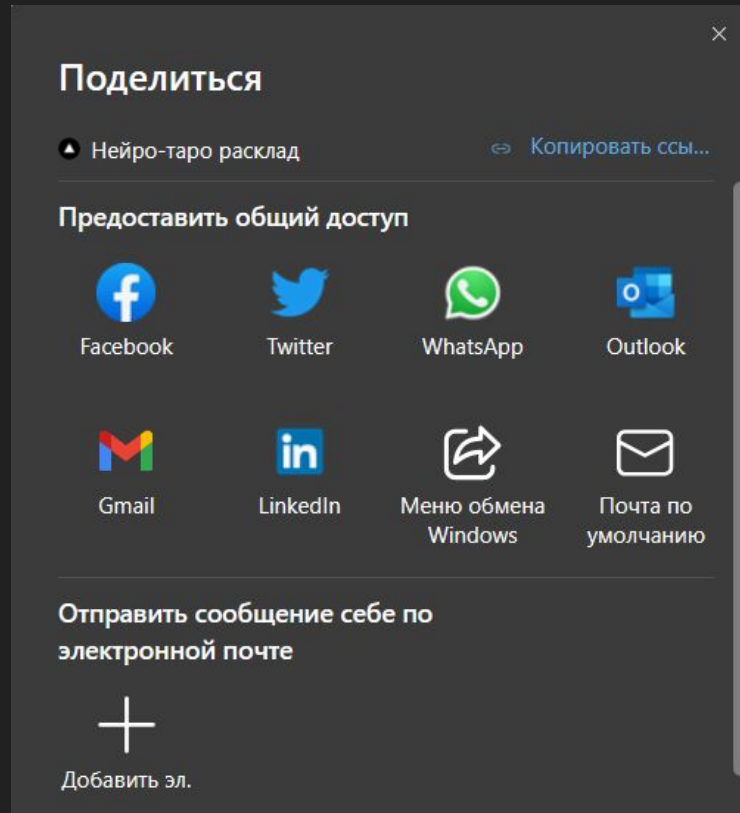 Поделиться
Нейро-таро расклад
Копировать ссы...
Предоставить общий доступ
Facebook
Twitter
WhatsApp
Outlook
Gmail
LinkedIn
Меню обмена
Windows
Почта по
умолчанию
Отправить сообщение себе по
электронной почте
Добавить эл.